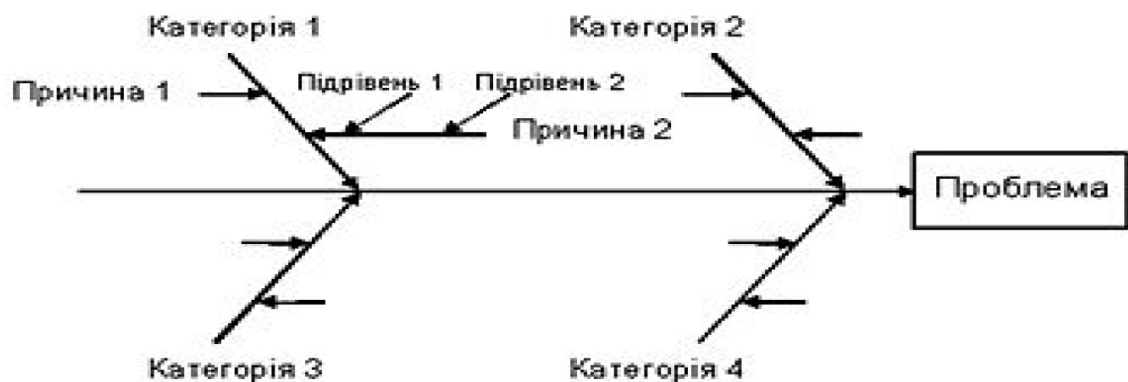 Категорія 1
Категорія 2
Причина 1
Підрівень 1
Підрівень 2
Причина 2
Проблема
Категорія 3
Категорія 4